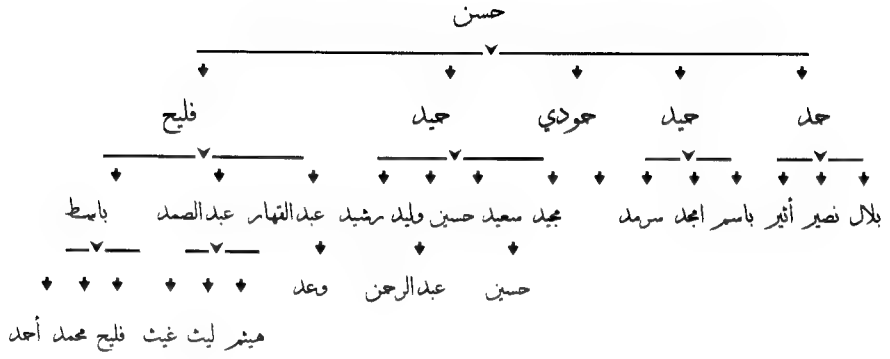 حسن
حمد حميد حمودي حميد فليح
بلال نصير أثير باسم امجد سرمد مجيد سعيد حسين وليد رشيد عبدالقهار عبدالصمد باسط
حسين عبدالرحمن وعد
هيثم ليث غيث فليح محمد أحمد